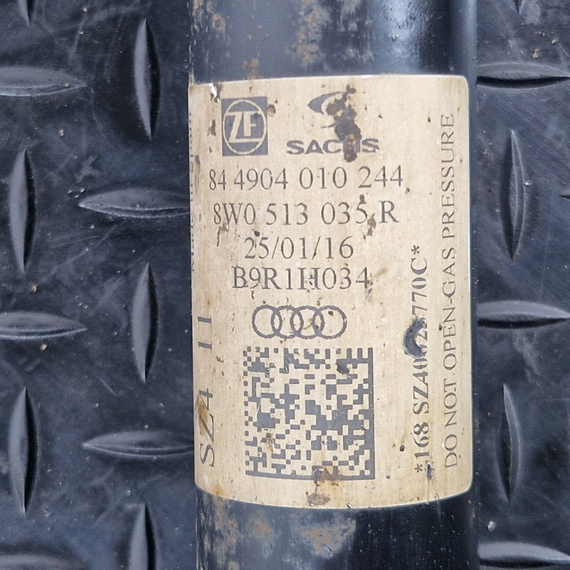 ZF
SACHS
84 4904 010 244
8W0 513 035 R
25/01/16
B9R1H034
SZ4 11
DO NOT OPEN-GAS PRESSURE